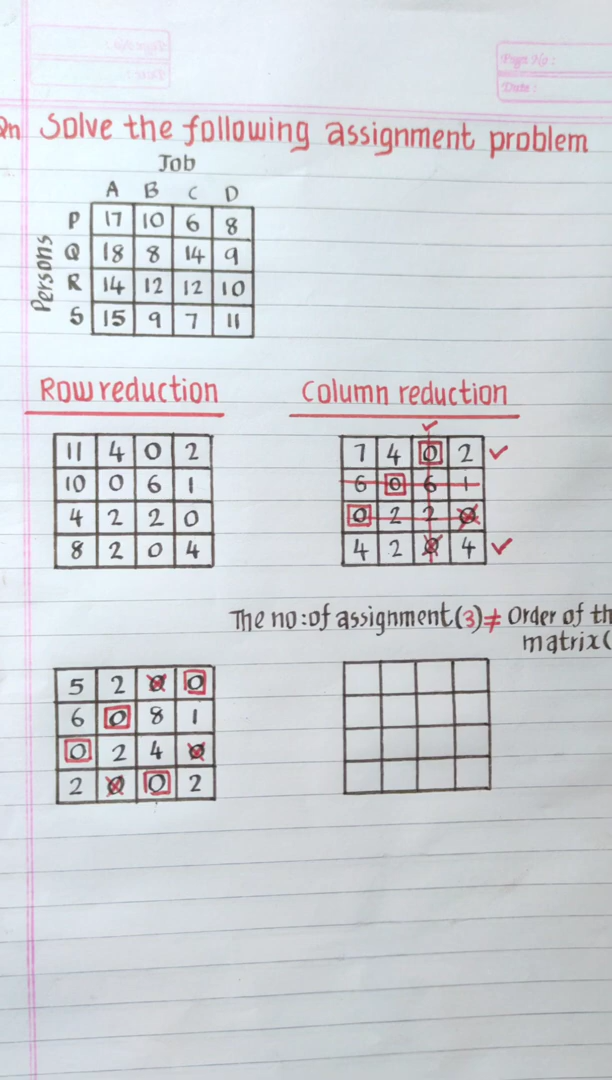 Page No :
Date :
Qn Solve the following assignment problem
Job
A B C D
Persons
P 17 10 6 8
Q 18 8 14 9
R 14 12 12 10
S 15 9 7 11
Row reduction
Column reduction
11 4 0 2
10 0 6 1
4 2 2 0
8 2 0 4
7 4 0 2 ✓
6 0 6 1
0 2 2 0
4 2 0 4 ✓
The no: of assignment (3) ≠ Order of th
matrix (
5 2 0 0
6 0 8 1
0 2 4 0
2 0 0 2